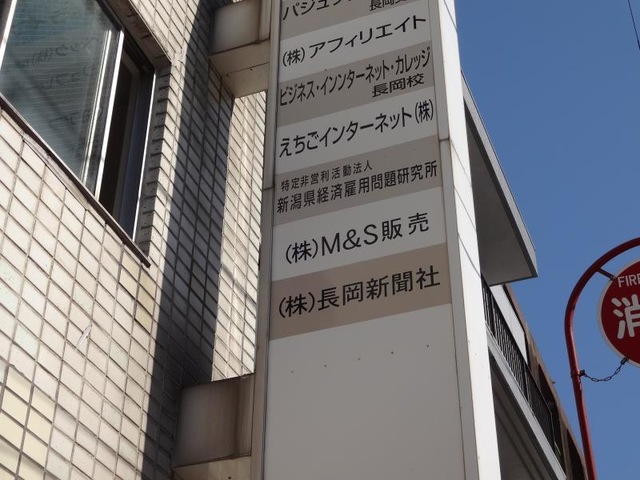 (株)アフィリエイト
ビジネス・インンターネット・カレッジ
長岡校
えちごインターネット(株)
特定非営利活動法人
新潟県経済雇用問題研究所
(株)M&S販売
(株)長岡新聞社
FIRE
消